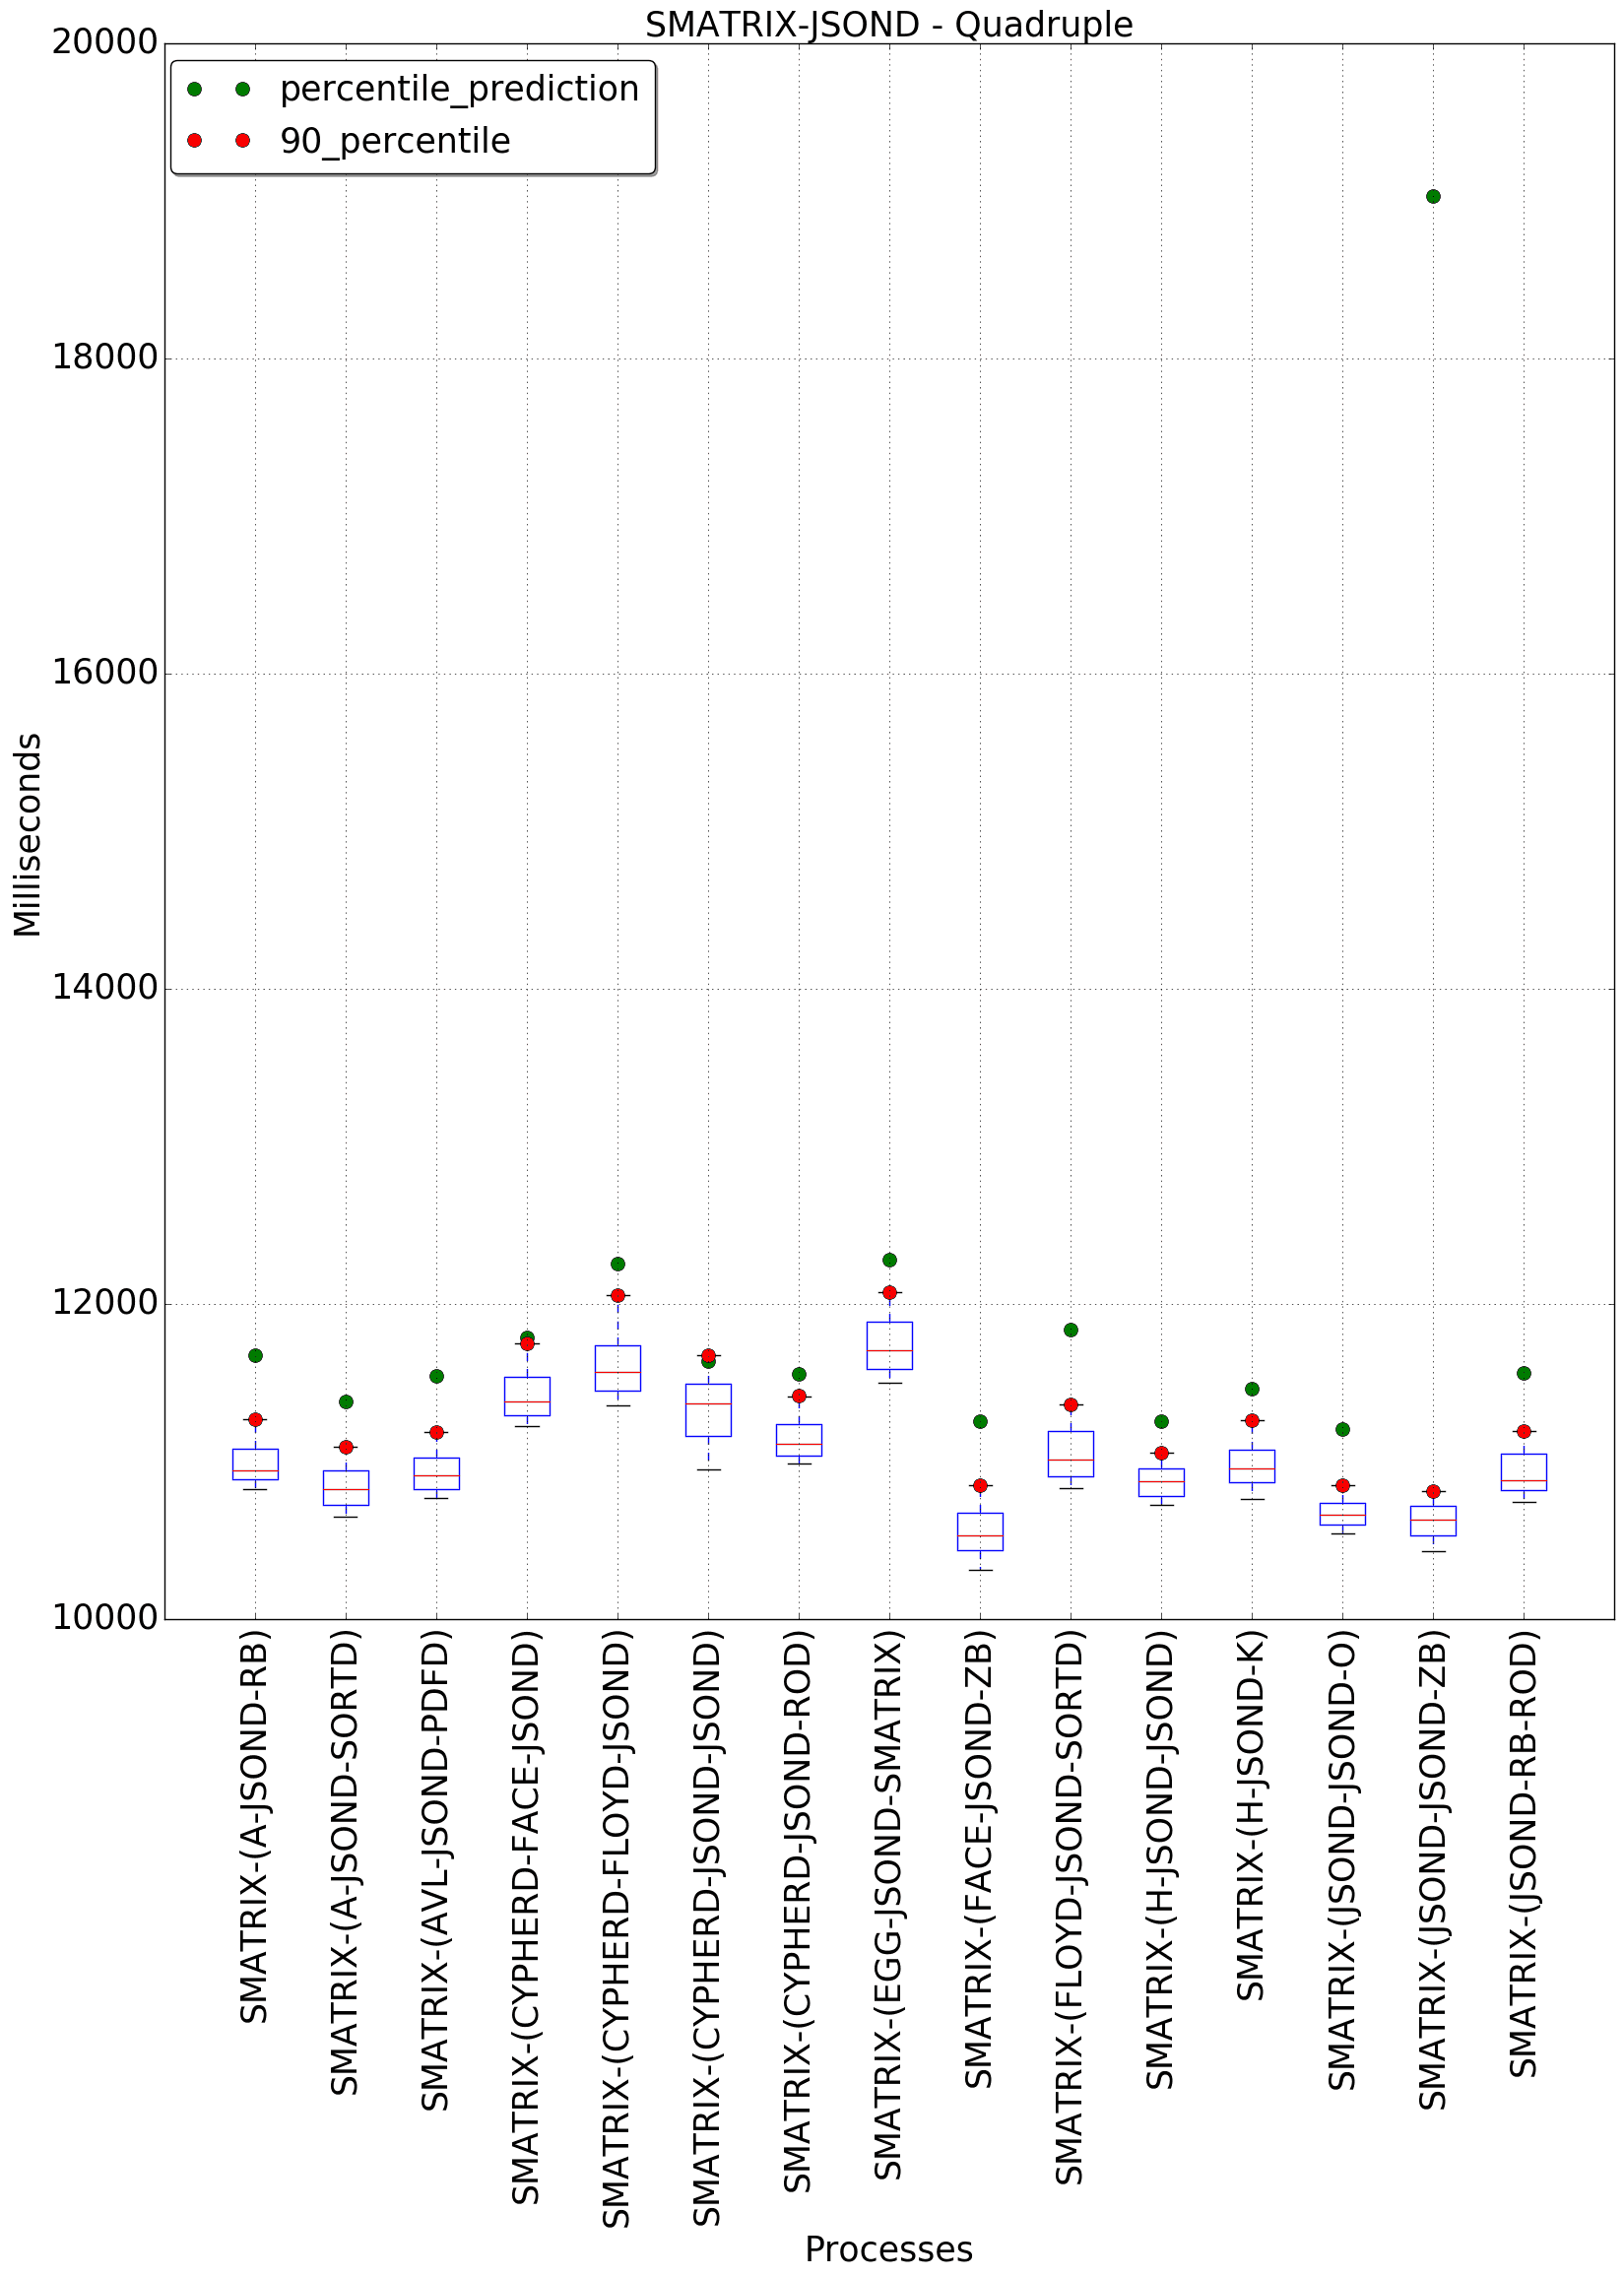 SMATRIX-JSOND - Quadruple
percentile_prediction
90_percentile
20000
18000
16000
14000
12000
10000
Milliseconds
SMATRIX-(A-JSOND-RB)
SMATRIX-(A-JSOND-SORTD)
SMATRIX-(AVL-JSOND-PDFD)
SMATRIX-(CYPHERD-FACE-JSOND)
SMATRIX-(CYPHERD-FLOYD-JSOND)
SMATRIX-(CYPHERD-JSOND-JSOND)
SMATRIX-(CYPHERD-JSOND-ROD)
SMATRIX-(EGG-JSOND-SMATRIX)
SMATRIX-(FACE-JSOND-ZB)
SMATRIX-(FLOYD-JSOND-SORTD)
SMATRIX-(H-JSOND-JSOND)
SMATRIX-(H-JSOND-K)
SMATRIX-(JSOND-JSOND-O)
SMATRIX-(JSOND-JSOND-ZB)
SMATRIX-(JSOND-RB-ROD)
Processes